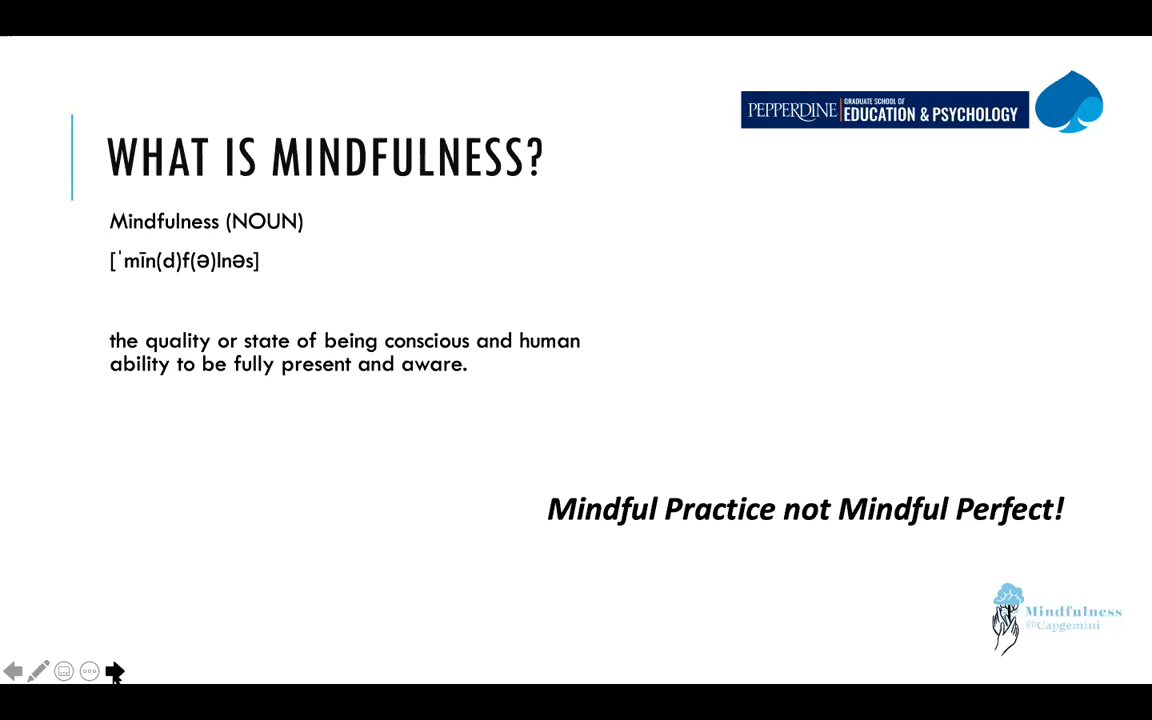 PEPPERDINE GRADUATE SCHOOL OF EDUCATION & PSYCHOLOGY
WHAT IS MINDFULNESS?
Mindfulness (NOUN)
[ˈmīn(d)f(ə)lnəs]
the quality or state of being conscious and human
ability to be fully present and aware.
Mindful Practice not Mindful Perfect!
Mindfulness
@Capgemini